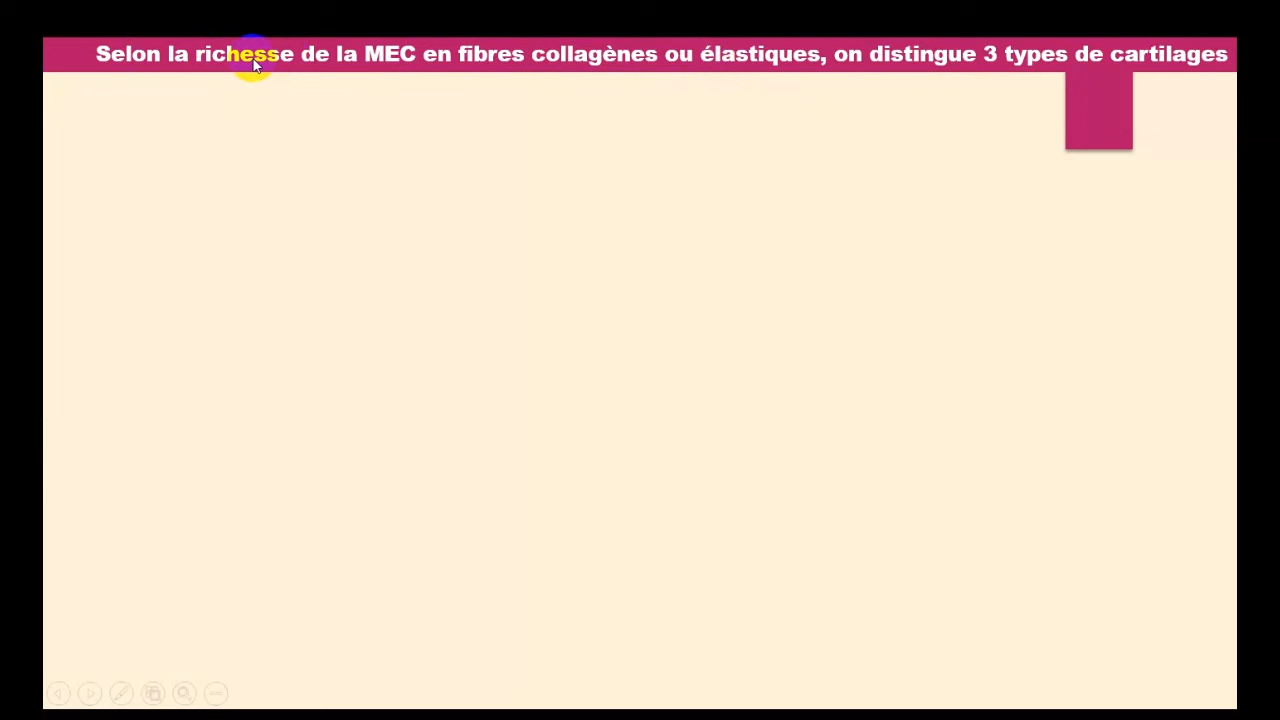 Selon la richesse de la MEC en fibres collagènes ou élastiques, on distingue 3 types de cartilages